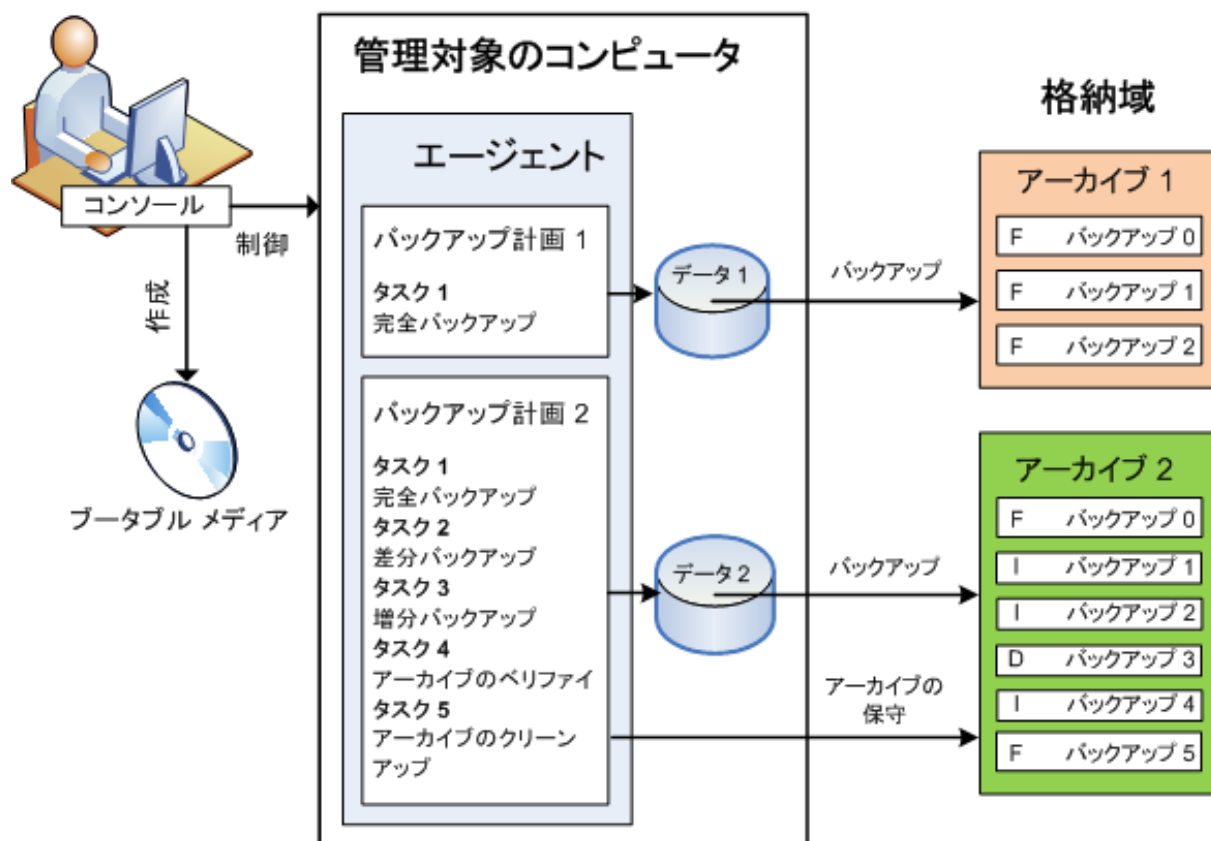 管理対象のコンピュータ
格納域
エージェント
コンソール
制御
作成
ブータブル メディア
バックアップ計画 1
タスク 1
完全バックアップ
バックアップ計画 2
タスク 1
完全バックアップ
タスク 2
差分バックアップ
タスク 3
増分バックアップ
タスク 4
アーカイブのベリファイ
タスク 5
アーカイブのクリーン
アップ
データ 1
データ 2
バックアップ
バックアップ
アーカイブの
保守
アーカイブ 1
F バックアップ 0
F バックアップ 1
F バックアップ 2
アーカイブ 2
F バックアップ 0
I バックアップ 1
I バックアップ 2
D バックアップ 3
I バックアップ 4
F バックアップ 5